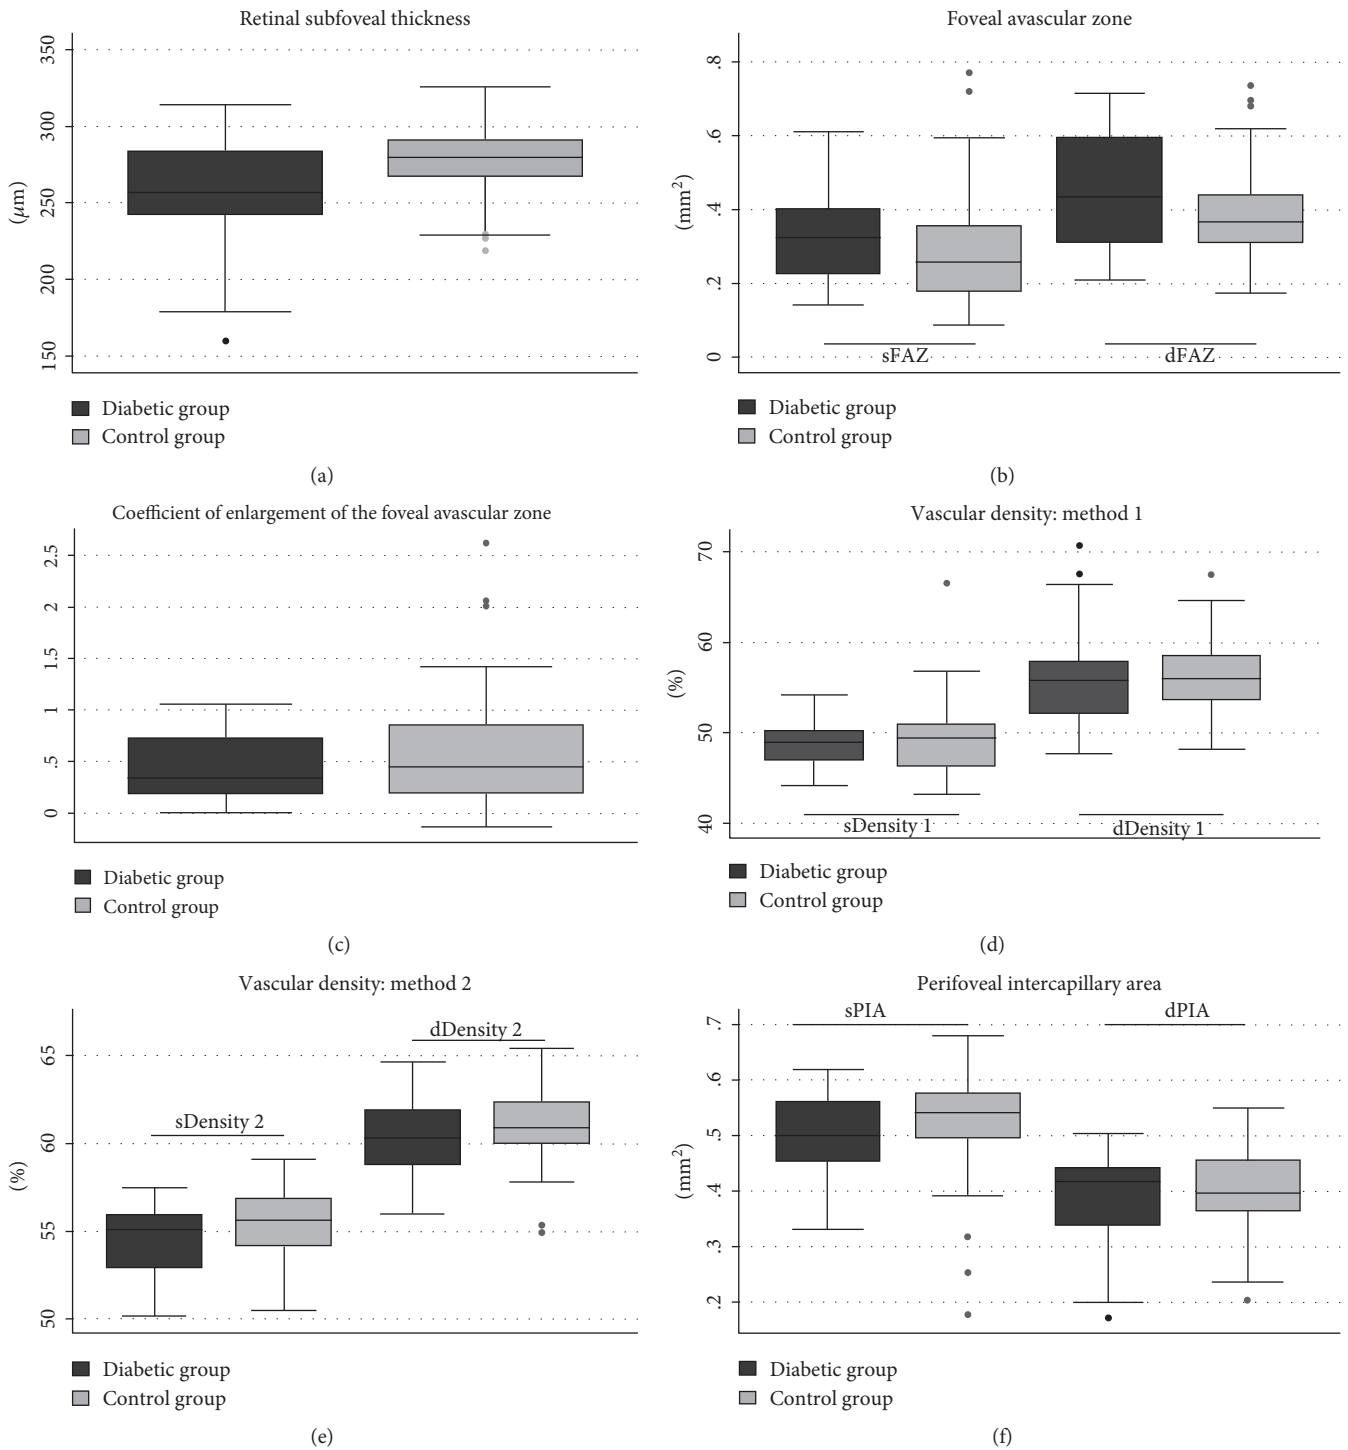 Retinal subfoveal thickness
350
300
250
200
150
(μm)
Diabetic group
Control group
(a)
Foveal avascular zone
.8
.6
.4
.2
0
(mm²)
sFAZ
dFAZ
Diabetic group
Control group
(b)
Coefficient of enlargement of the foveal avascular zone
2.5
2
1.5
1
.5
0
Diabetic group
Control group
(c)
Vascular density: method 1
70
60
50
40
(%)
sDensity 1
dDensity 1
Diabetic group
Control group
(d)
Vascular density: method 2
dDensity 2
sDensity 2
65
60
55
50
(%)
Diabetic group
Control group
(e)
Perifoveal intercapillary area
sPIA
dPIA
.7
.6
.5
.4
.3
.2
(mm²)
Diabetic group
Control group
(f)